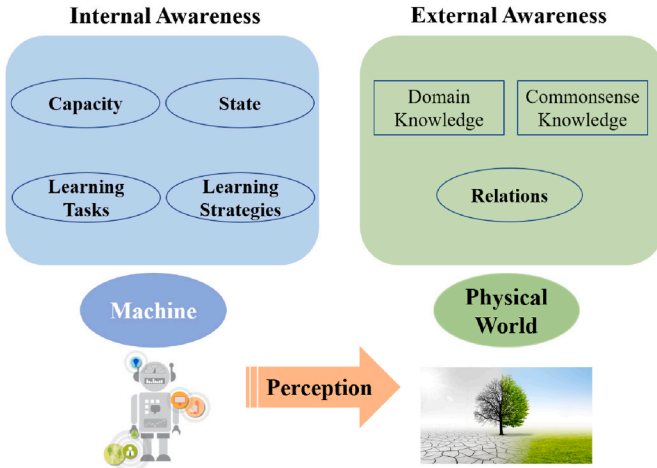 Internal Awareness
External Awareness
Capacity
State
Learning
Tasks
Learning
Strategies
Domain
Knowledge
Commonsense
Knowledge
Relations
Machine
Physical
World
Perception